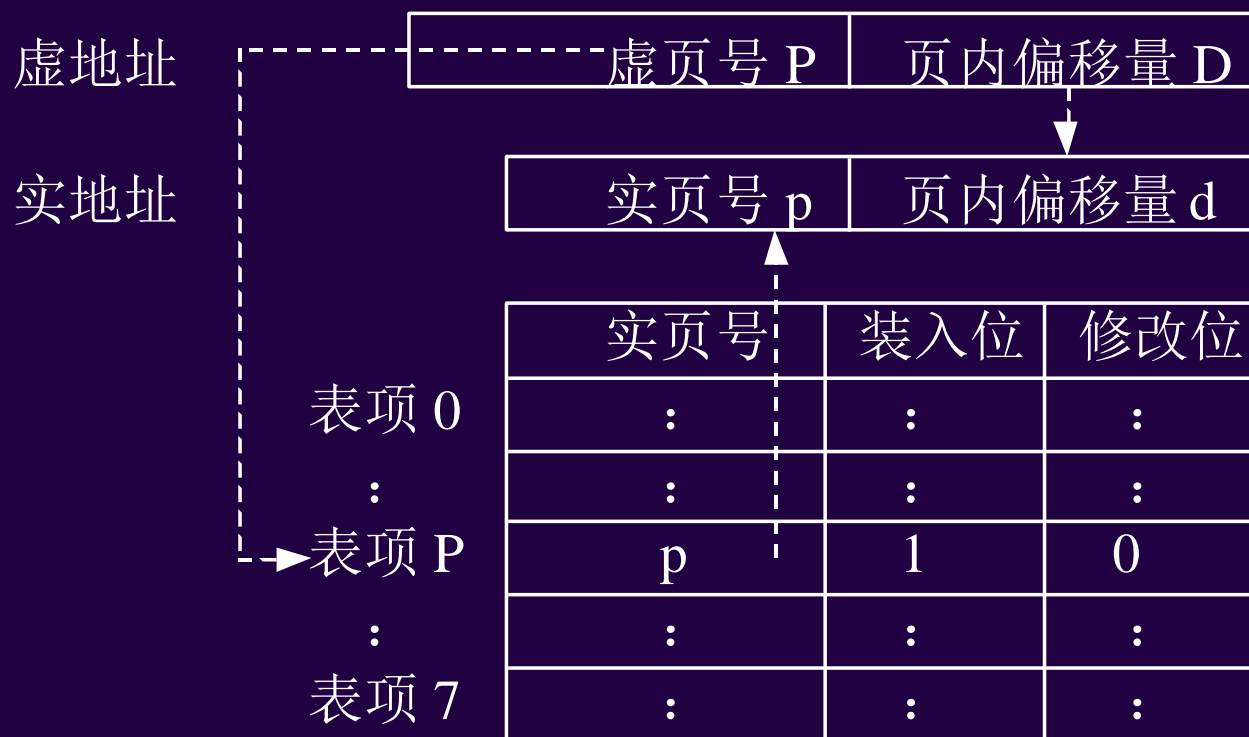 虚地址 虚页号 P 页内偏移量 D
实地址 实页号 p 页内偏移量 d
实页号 装入位 修改位
表项 0 : : :
: : : :
表项 P p 1 0
: : : :
表项 7 : : :